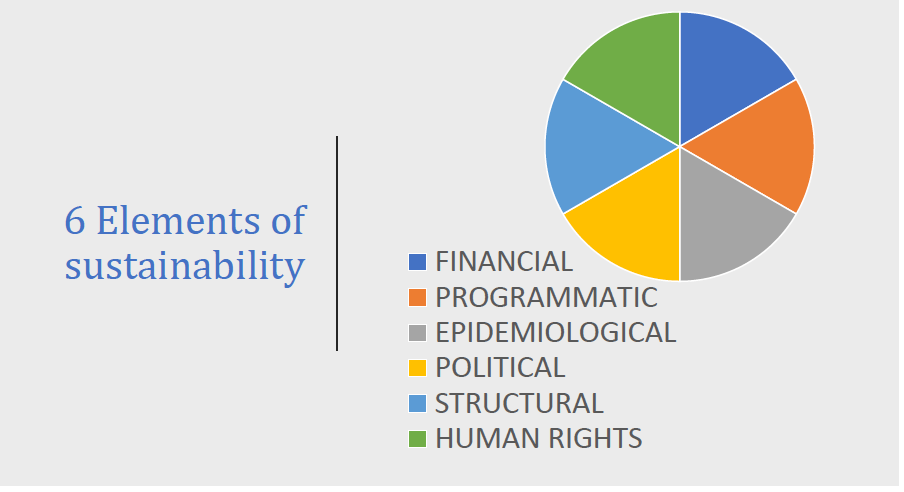 6 Elements of
sustainability
FINANCIAL
PROGRAMMATIC
EPIDEMIOLOGICAL
POLITICAL
STRUCTURAL
HUMAN RIGHTS